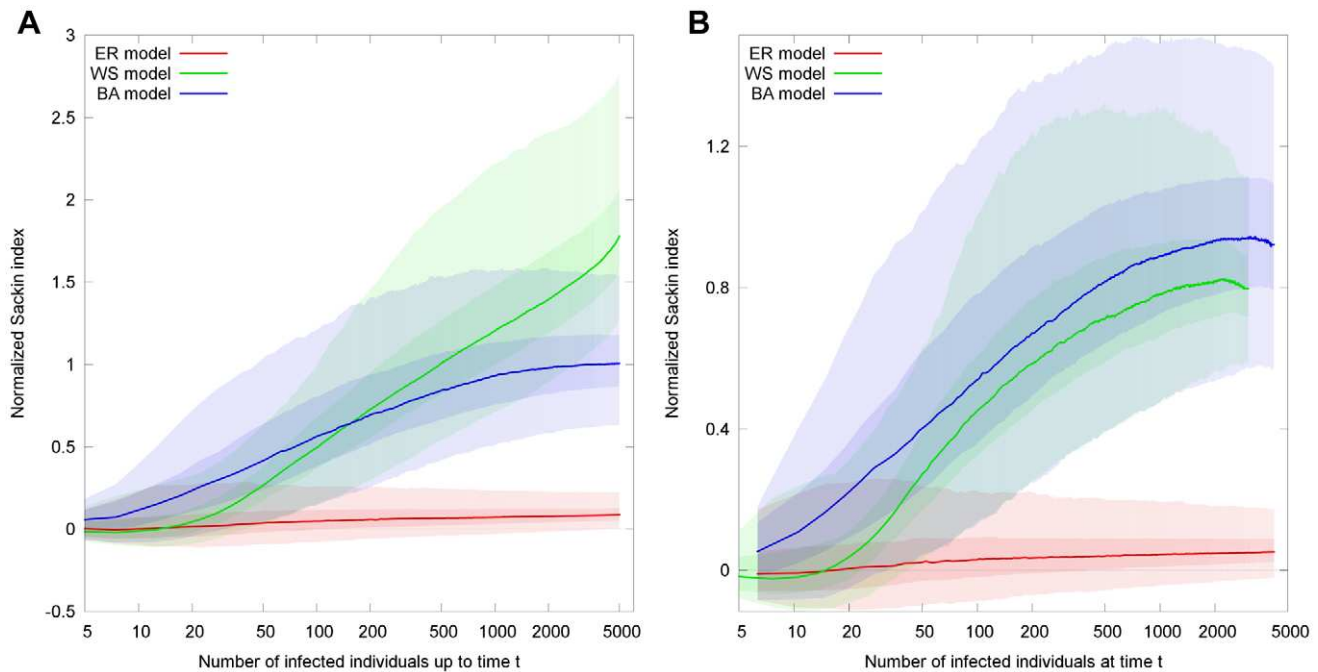 A
3
2.5
2
1.5
1
0.5
0
-0.5
Normalized Sackin index
ER model
WS model
BA model
5 10 20 50 100 200 500 1000 2000 5000
Number of infected individuals up to time t
B
1.2
0.8
0.4
0
Normalized Sackin index
ER model
WS model
BA model
5 10 20 50 100 200 500 1000 2000 5000
Number of infected individuals at time t